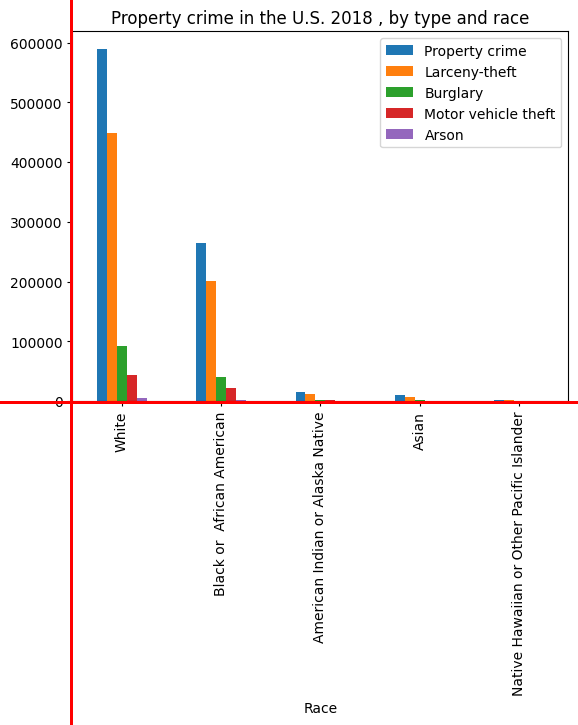 Property crime in the U.S. 2018 , by type and race
600000
500000
400000
300000
200000
100000
0
Property crime
Larceny-theft
Burglary
Motor vehicle theft
Arson
White
Black or  African American
American Indian or Alaska Native
Asian
Native Hawaiian or Other Pacific Islander
Race